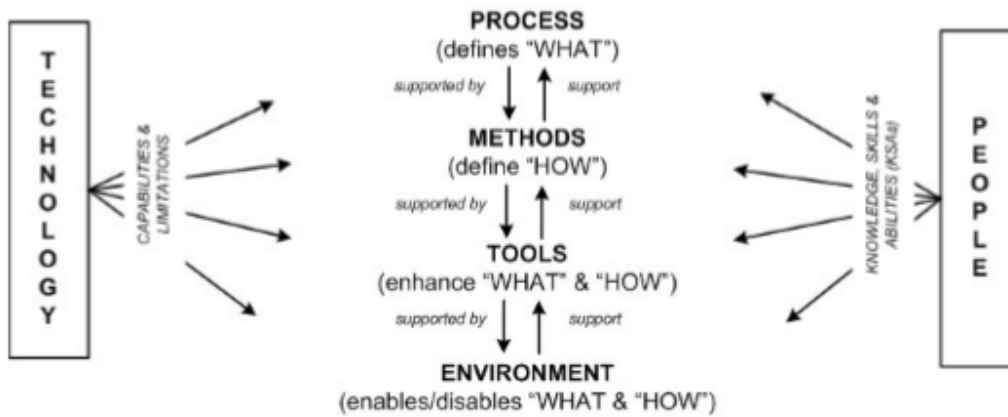 TECHNOLOGY
CAPABILITIES &
LIMITATIONS
PROCESS
(defines “WHAT”)
supported by
support
METHODS
(define “HOW”)
supported by
support
TOOLS
(enhance “WHAT” & “HOW”)
supported by
support
ENVIRONMENT
(enables/disables “WHAT & “HOW”)
KNOWLEDGE, SKILLS &
ABILITIES (KSAs)
PEOPLE